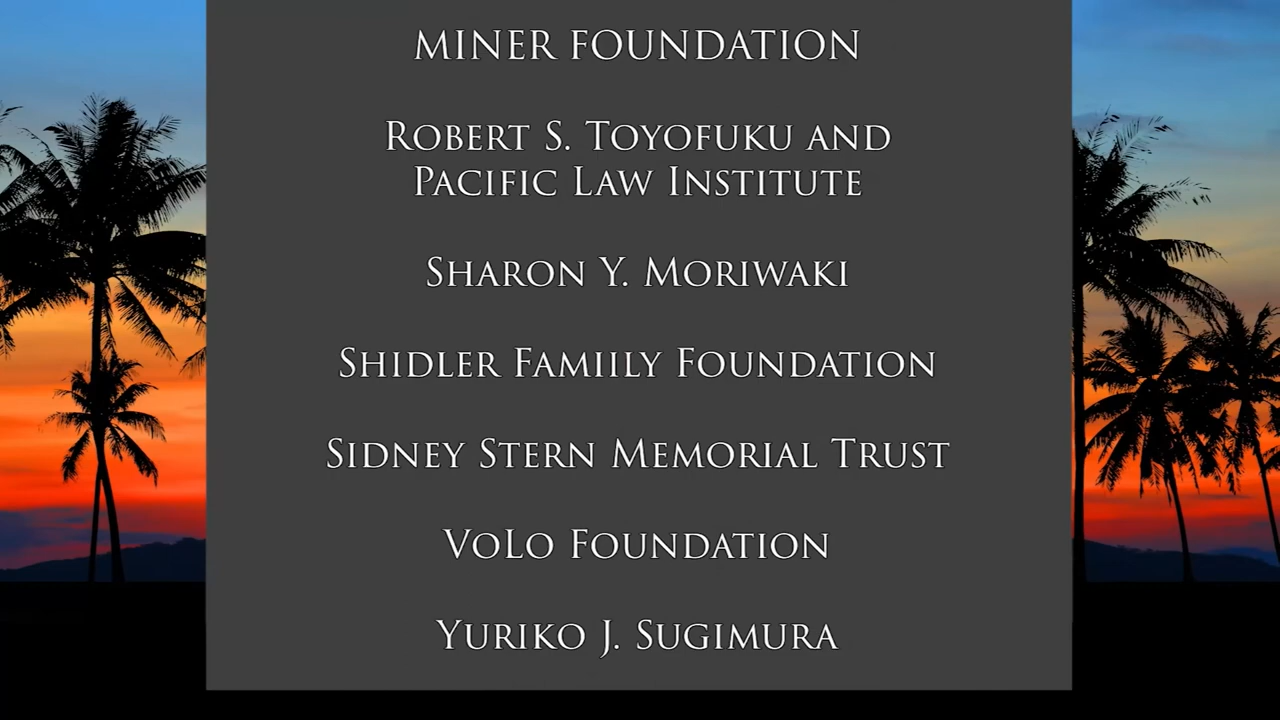 MINER FOUNDATION
ROBERT S. TOYOFUKU AND
PACIFIC LAW INSTITUTE
SHARON Y. MORIWAKI
SHIDLER FAMIILY FOUNDATION
SIDNEY STERN MEMORIAL TRUST
VOLO FOUNDATION
YURIKO J. SUGIMURA